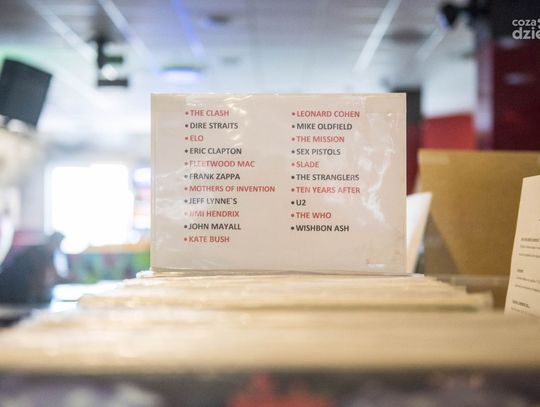 coza
dzie
• THE CLASH
• DIRE STRAITS
• ELO
• ERIC CLAPTON
• FLEETWOOD MAC
• FRANK ZAPPA
• MOTHERS OF INVENTION
• JEFF LYNNE`S
• JIMI HENDRIX
• JOHN MAYALL
• KATE BUSH
• LEONARD COHEN
• MIKE OLDFIELD
• THE MISSION
• SEX PISTOLS
• SLADE
• THE STRANGLERS
• TEN YEARS AFTER
• U2
• THE WHO
• WISHBON ASH